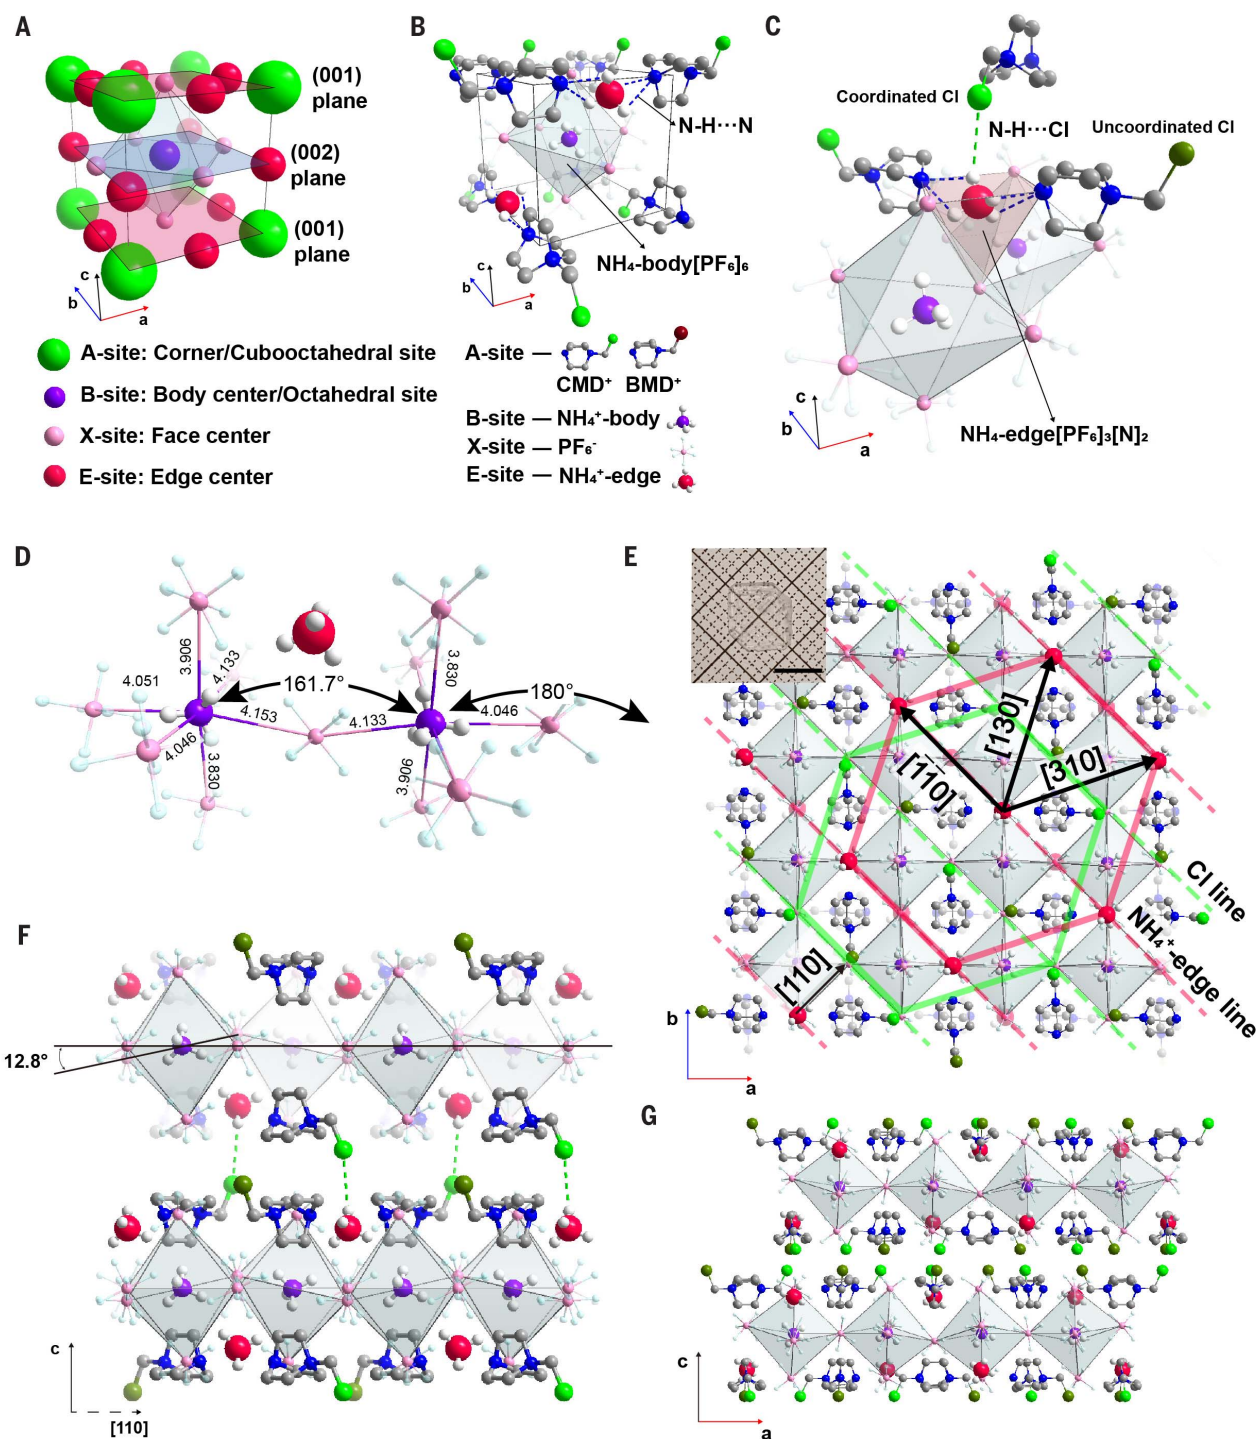 A
(001)
plane
(002)
plane
(001)
plane
c
b
a
A-site: Corner/Cubooctahedral site
B-site: Body center/Octahedral site
X-site: Face center
E-site: Edge center
B
N-H···N
NH₄-body[PF₆]₆
c
b
a
A-site —
CMD⁺ BMD⁺
B-site — NH₄⁺-body
X-site — PF₆⁻
E-site — NH₄⁺-edge
C
Coordinated Cl
N-H···Cl
Uncoordinated Cl
NH₄-edge[PF₆]₃[N]₂
c
b
a
D
3.906
4.133
4.051
161.7°
3.830
180°
4.153
4.133
4.046
4.046
3.830
3.906
E
[1̄1̄0]
[130]
[310]
[110]
Cl line
NH₄⁺-edge line
b
a
F
12.8°
c
[110]
G
c
a